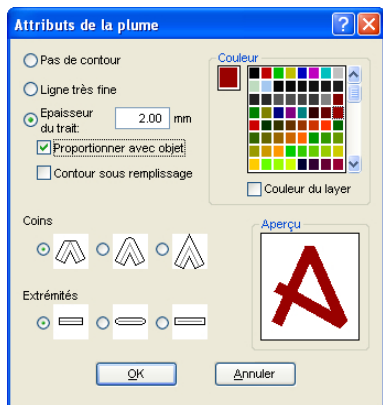 Attributs de la plume
Pas de contour
Ligne très fine
Epaisseur
du trait:
2.00 mm
Proportionner avec objet
Contour sous remplissage
Couleur
Couleur du layer
Coins
Extrémités
Aperçu
OK
Annuler